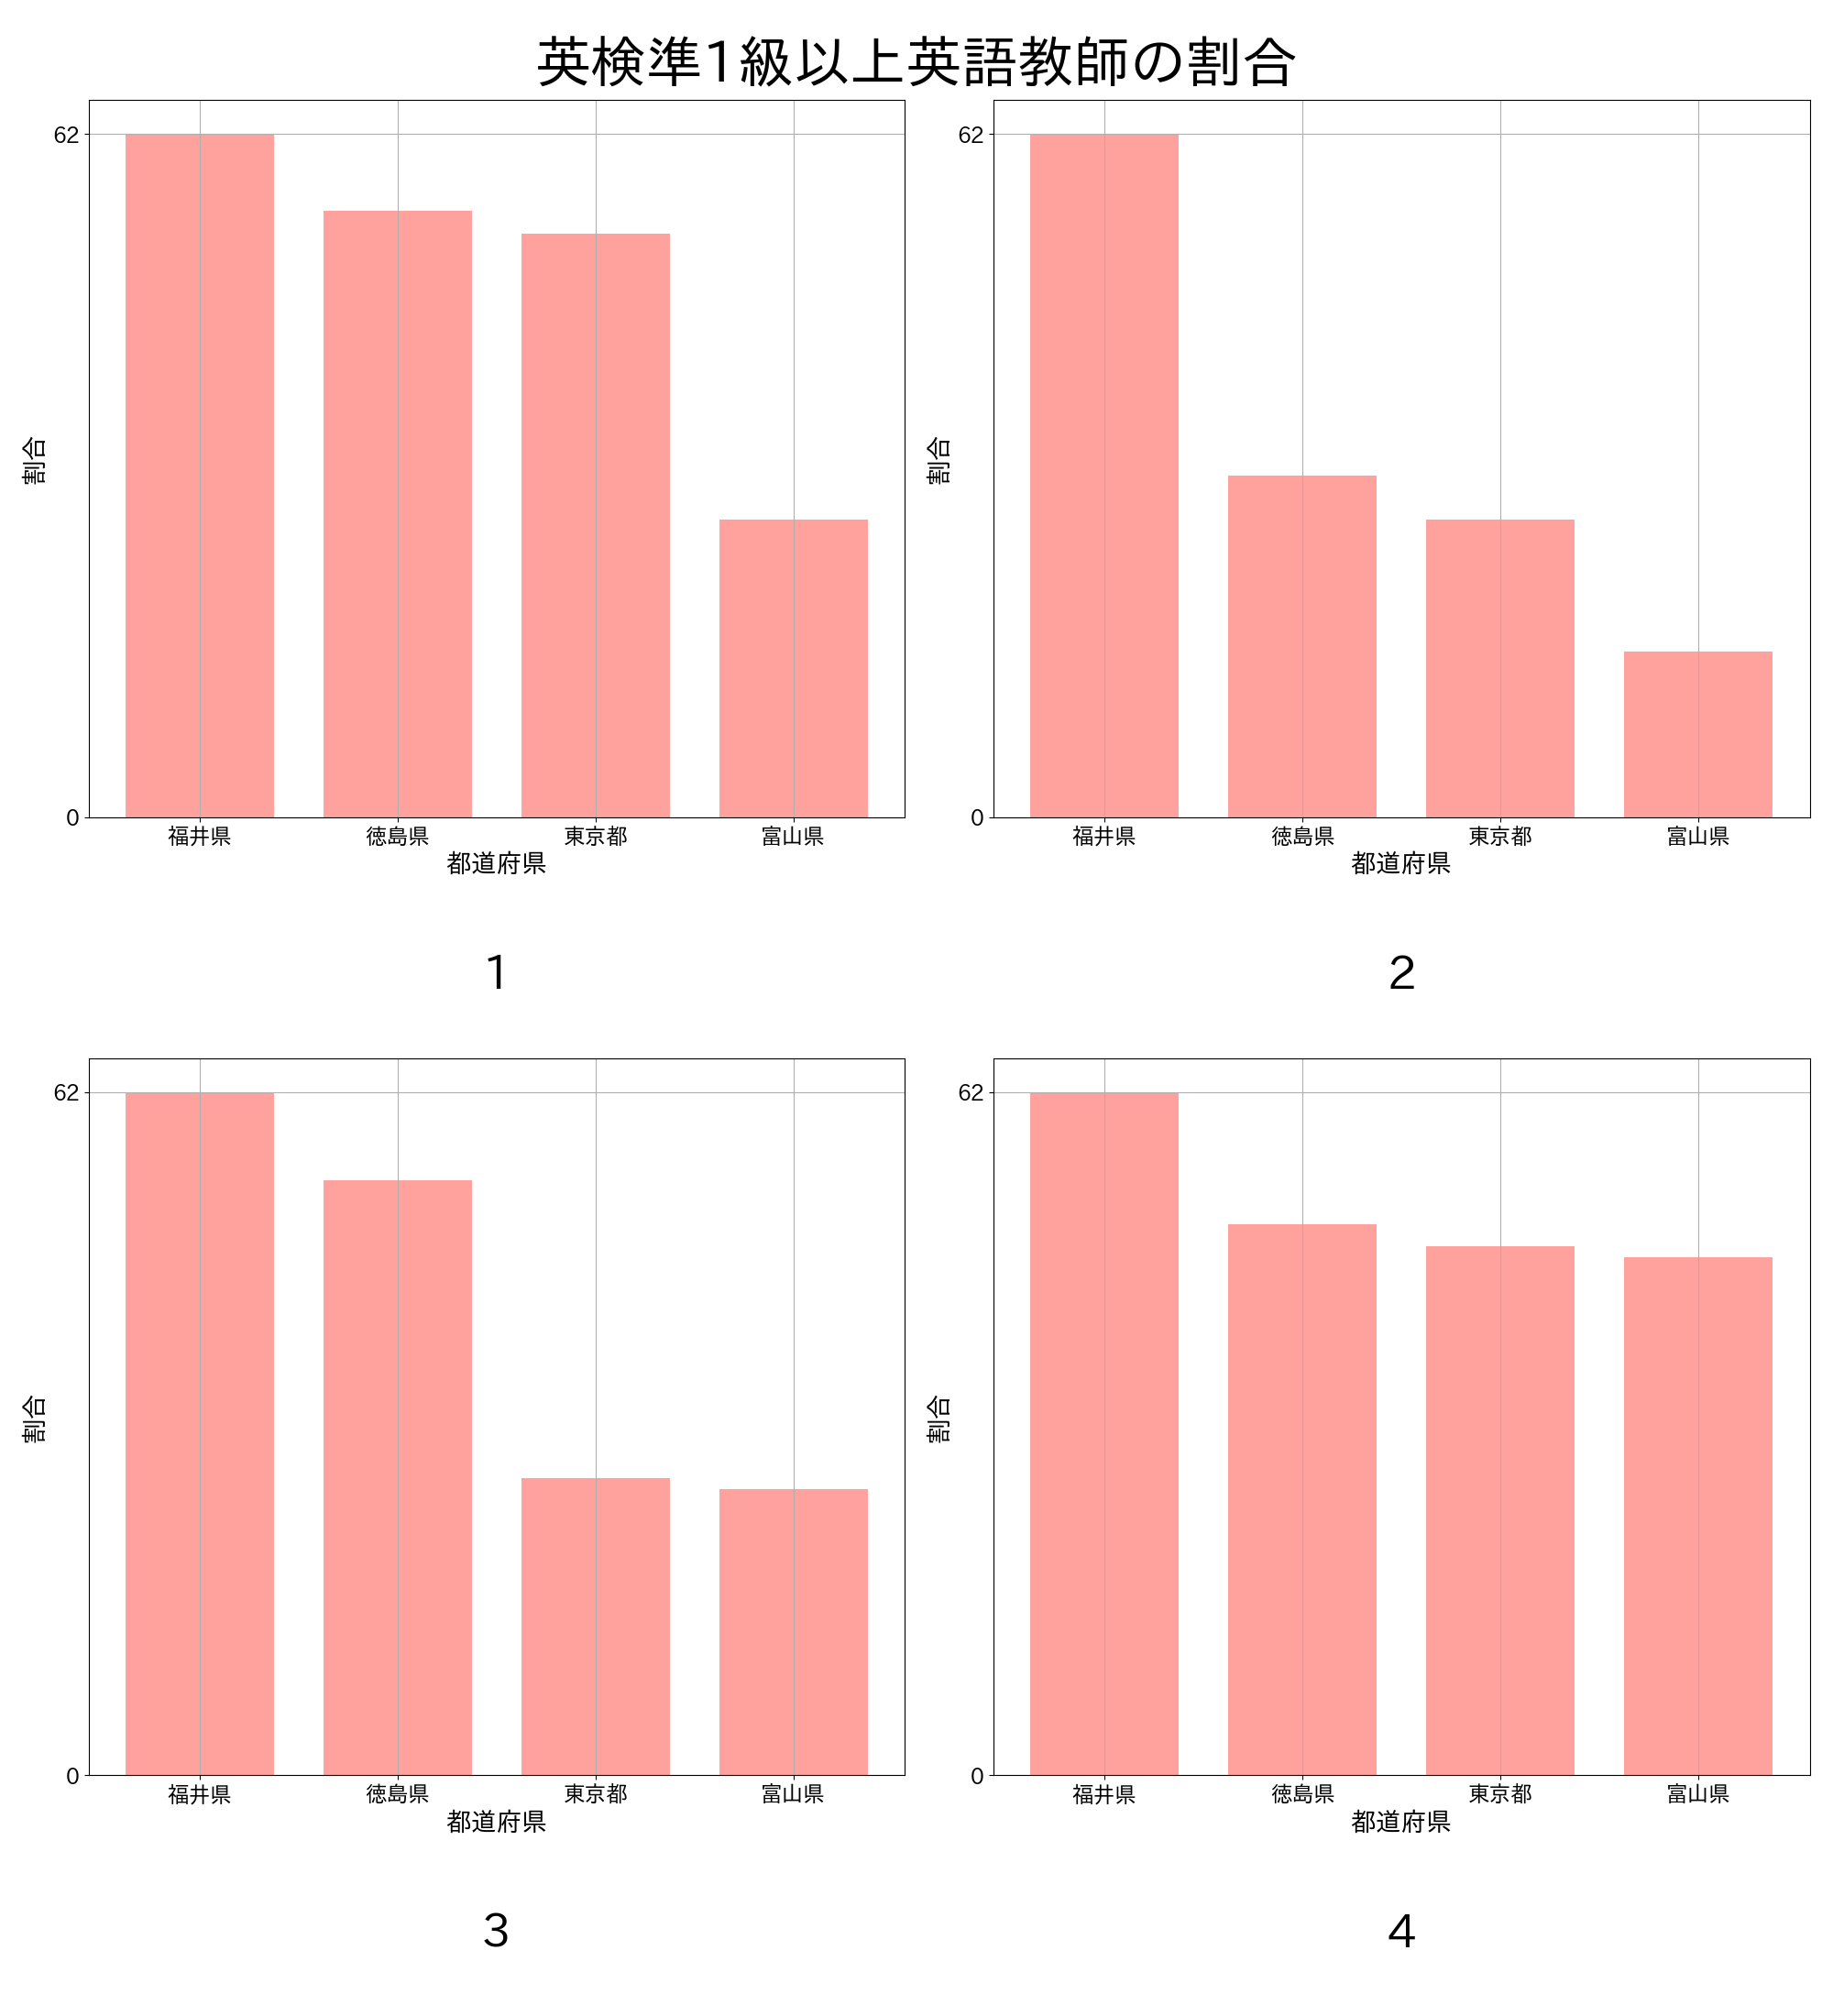 英検準1級以上英語教師の割合
62
0
割合
福井県 徳島県 東京都 富山県
都道府県
1
62
0
割合
福井県 徳島県 東京都 富山県
都道府県
2
62
0
割合
福井県 徳島県 東京都 富山県
都道府県
3
62
0
割合
福井県 徳島県 東京都 富山県
都道府県
4